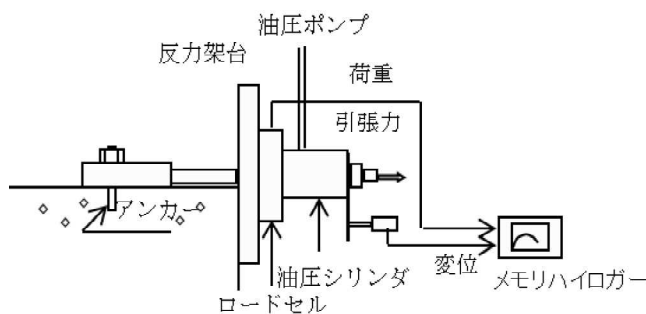 油圧ポンプ
反力架台
荷重
引張力
アンカー
油圧シリンダ
変位
メモリハイロガー
ロードセル